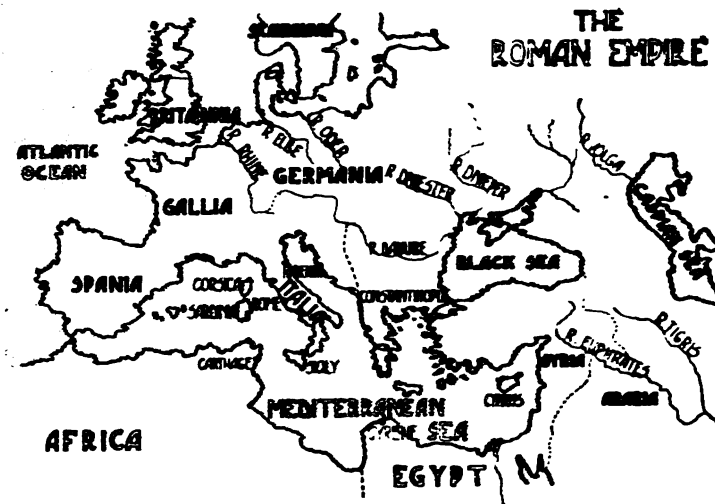 THE
ROMAN EMPIRE
BRITANNIA
ATLANTIC
OCEAN
R. RHINE
R. ELBE
R. ODER
GERMANIA
R. DNIESTER
R. DNIEPER
R. VOLGA
CASPIAN SEA
GALLIA
R. DANUBE
BLACK SEA
SPANIA
CORSICA
SARDINIA
ROME
ITALIA
CONSTANTINOPLE
CARTHAGE
SICILY
CYPRUS
SYRIA
R. EUPHRATES
R. TIGRIS
ARABIA
MEDITERRANEAN
SEA
AFRICA
EGYPT